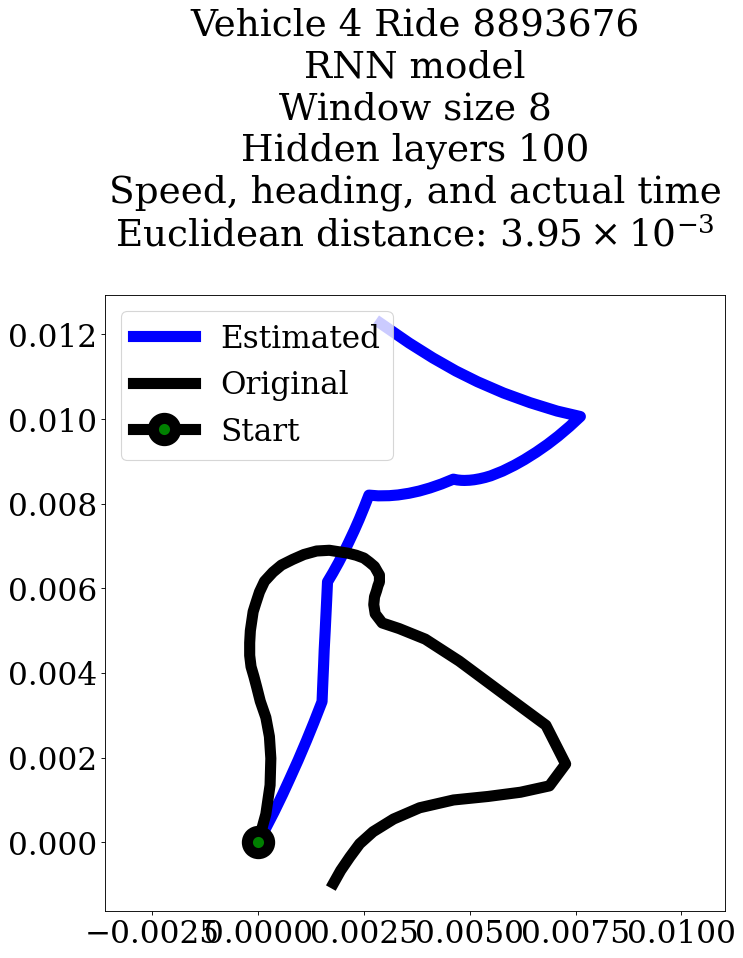 Vehicle 4 Ride 8893676
RNN model
Window size 8
Hidden layers 100
Speed, heading, and actual time
Euclidean distance: 3.95 × 10⁻³
Estimated
Original
Start
0.012
0.010
0.008
0.006
0.004
0.002
0.000
−0.0025 0.0000 0.0025 0.0050 0.0075 0.0100